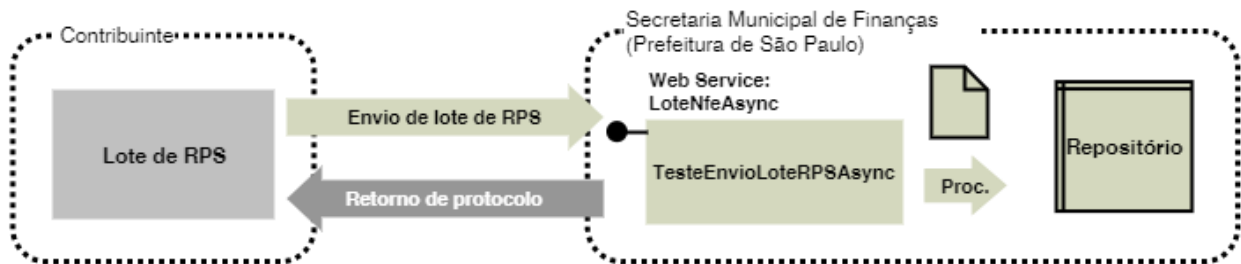 Contribuinte
Secretaria Municipal de Finanças
(Prefeitura de São Paulo)
Web Service:
LoteNfeAsync
Envio de lote de RPS
Lote de RPS
TesteEnvioLoteRPSAsync
Proc.
Repositório
Retorno de protocolo